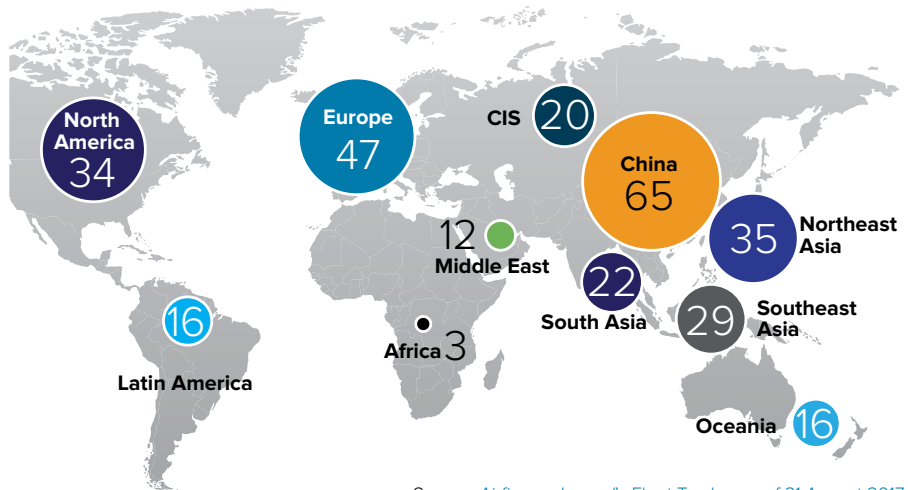 North
America
34
Europe
47
CIS
20
China
65
12
Middle East
35
Northeast
Asia
22
South Asia
29
Southeast
Asia
16
Latin America
Africa 3
Oceania
16